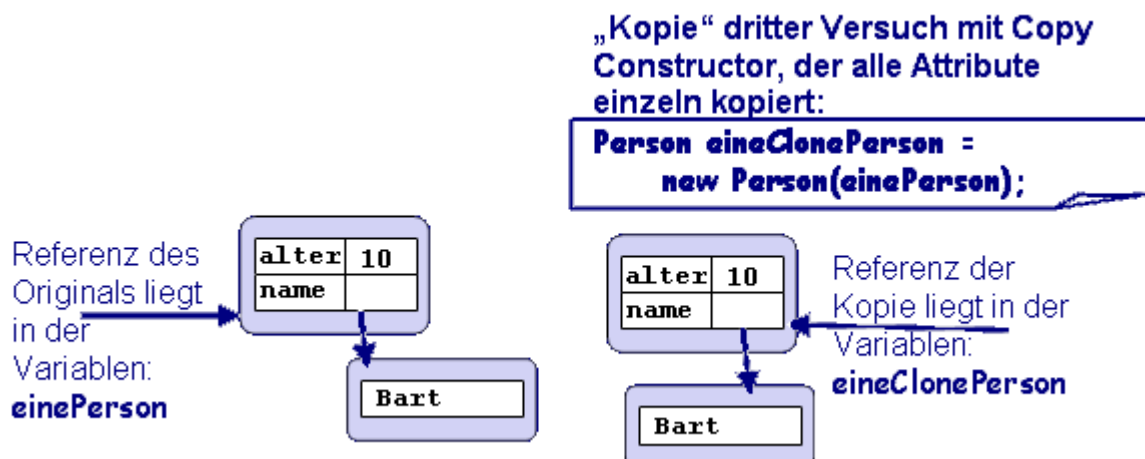 „Kopie“ dritter Versuch mit Copy
Constructor, der alle Attribute
einzeln kopiert:
Person eineClonePerson =
new Person(einePerson);
Referenz des
Originals liegt
in der
Variablen:
einePerson
alter 10
name
Bart
alter 10
name
Bart
Referenz der
Kopie liegt in der
Variablen:
eineClonePerson